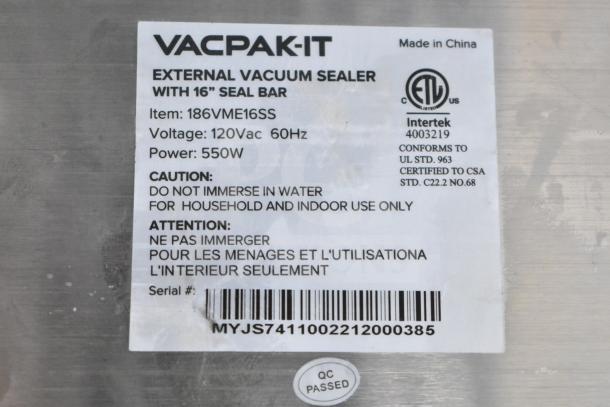 VACPAK-IT
Made in China
EXTERNAL VACUUM SEALER
WITH 16” SEAL BAR
Item: 186VME16SS
Voltage: 120Vac 60Hz
Power: 550W
C ETL US
LISTED
Intertek
4003219
CONFORMS TO
UL STD. 963
CERTIFIED TO CSA
STD. C22.2 NO.68
CAUTION:
DO NOT IMMERSE IN WATER
FOR HOUSEHOLD AND INDOOR USE ONLY
ATTENTION:
NE PAS IMMERGER
POUR LES MENAGES ET L'UTILISATIONA
L'INTERIEUR SEULEMENT
Serial #:
MYJS7411002212000385
QC
PASSED